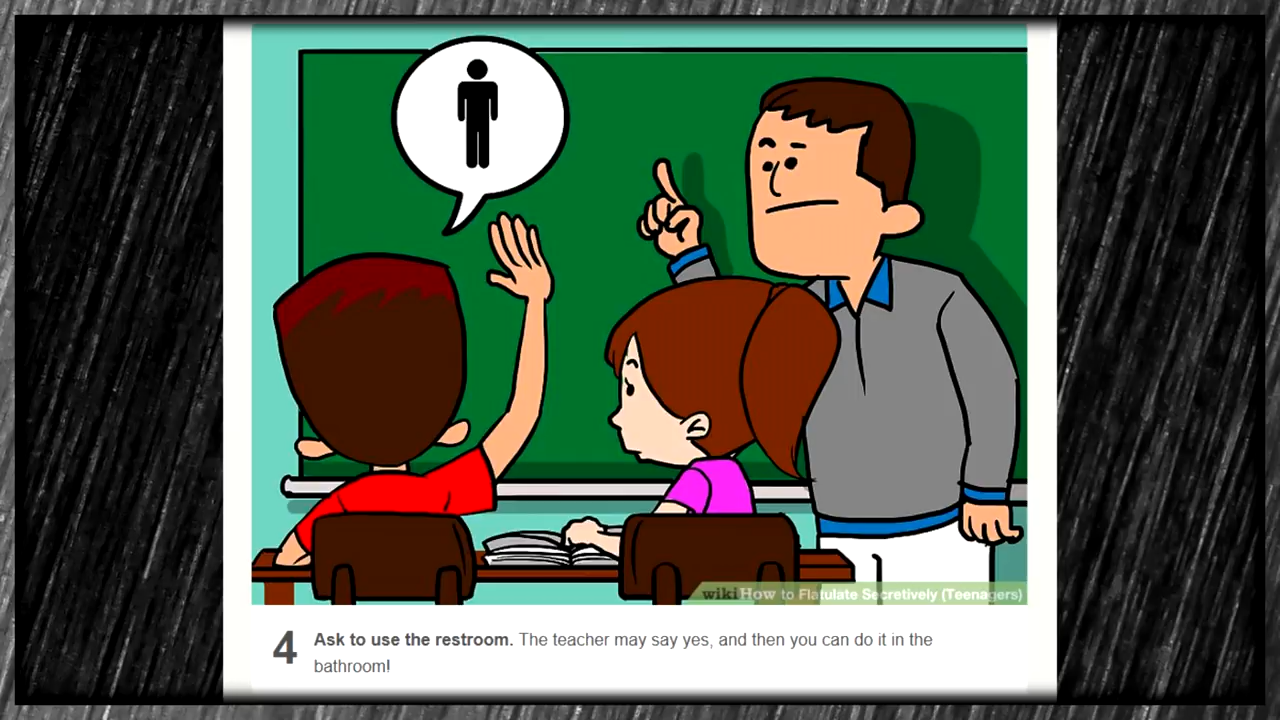 wikiHow to Flatulate Secretively (Teenagers)
4 Ask to use the restroom. The teacher may say yes, and then you can do it in the
bathroom!